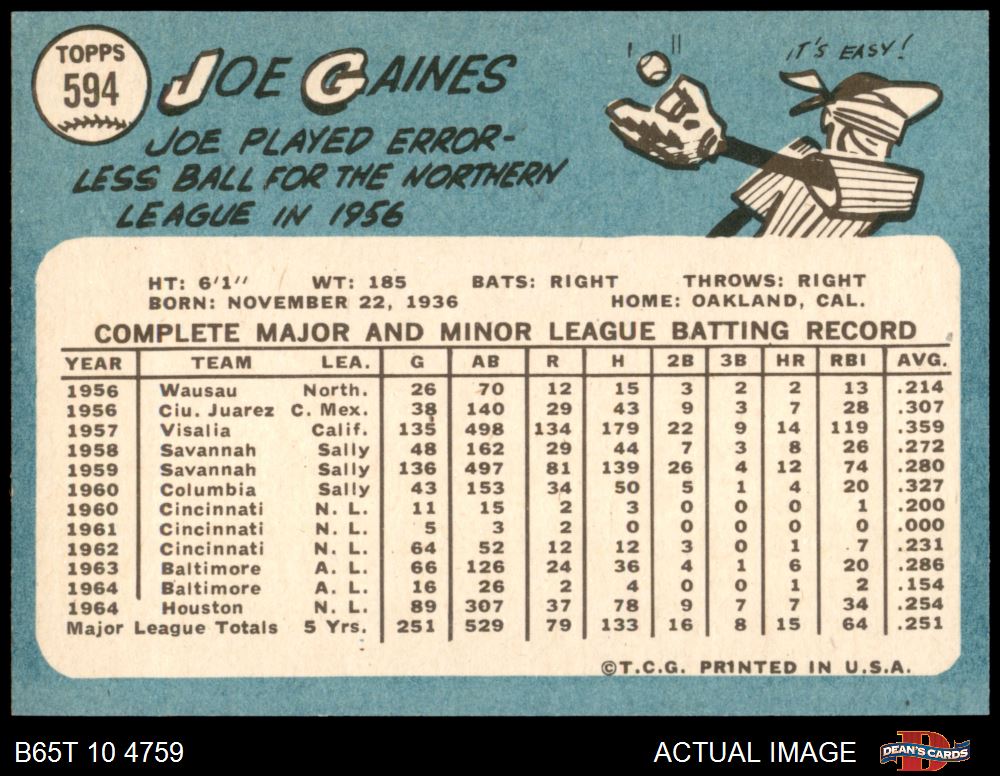 TOPPS
594
JOE GAINES
IT'S EASY!
JOE PLAYED ERROR-
LESS BALL FOR THE NORTHERN
LEAGUE IN 1956
HT: 6'1" WT: 185 BATS: RIGHT THROWS: RIGHT
BORN: NOVEMBER 22, 1936 HOME: OAKLAND, CAL.
COMPLETE MAJOR AND MINOR LEAGUE BATTING RECORD
YEAR TEAM LEA. G AB R H 2B 3B HR RBI AVG.
1956 Wausau North. 26 70 12 15 3 2 2 13 .214
1956 Ciu. Juarez C. Mex. 38 140 29 43 9 3 7 28 .307
1957 Visalia Calif. 135 498 134 179 22 9 14 119 .359
1958 Savannah Sally 48 162 29 44 7 3 8 26 .272
1959 Savannah Sally 136 497 81 139 26 4 12 74 .280
1960 Columbia Sally 43 153 34 50 5 1 4 20 .327
1960 Cincinnati N. L. 11 15 2 3 0 0 0 1 .200
1961 Cincinnati N. L. 5 3 2 0 0 0 0 0 .000
1962 Cincinnati N. L. 64 52 12 12 3 0 1 7 .231
1963 Baltimore A. L. 66 126 24 36 4 1 6 20 .286
1964 Baltimore A. L. 16 26 2 4 0 0 1 2 .154
1964 Houston N. L. 89 307 37 78 9 7 7 34 .254
Major League Totals 5 Yrs. 251 529 79 133 16 8 15 64 .251
©T.C.G. PRINTED IN U.S.A.
B65T 10 4759 ACTUAL IMAGE DEAN'S CARDS